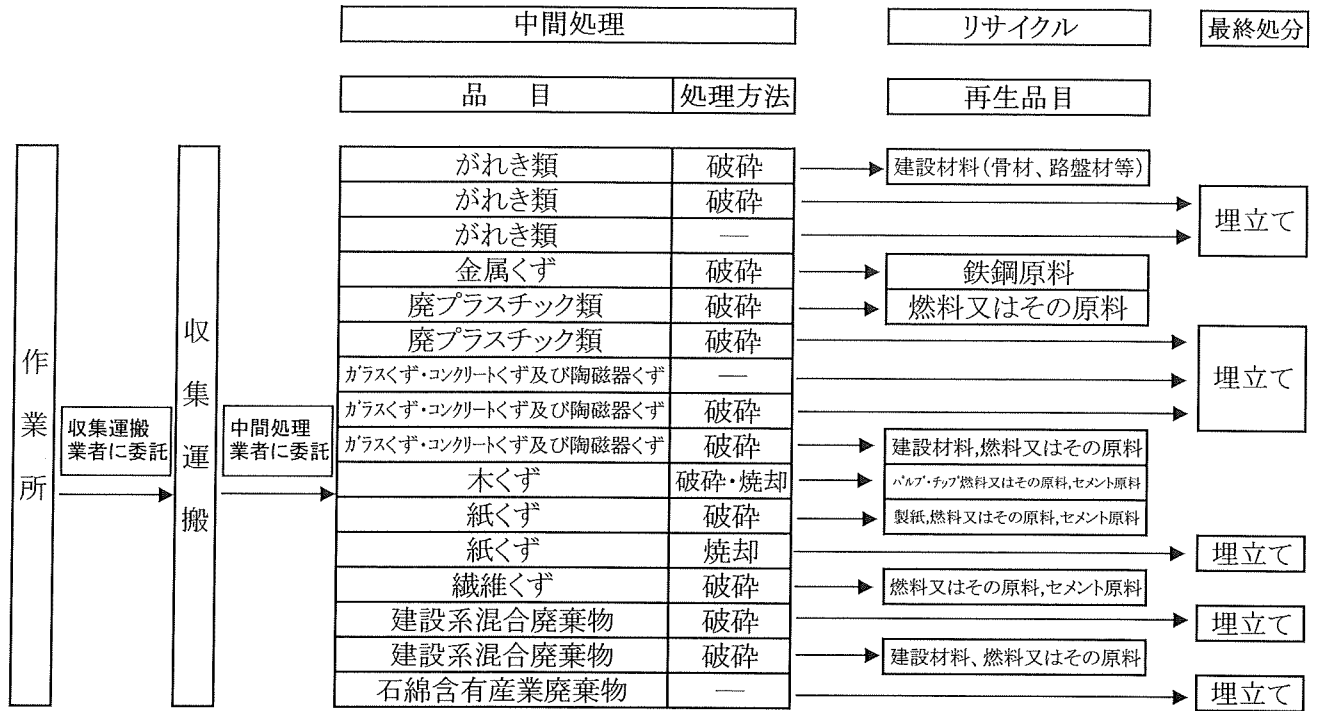 中間処理
リサイクル
最終処分
品 目
処理方法
再生品目
作業所
収集運搬業者に委託
収集運搬
中間処理業者に委託
がれき類 破砕 建設材料(骨材、路盤材等)
がれき類 破砕
がれき類 ―
埋立て
金属くず 破砕 鉄鋼原料
廃プラスチック類 破砕 燃料又はその原料
廃プラスチック類 破砕
ガラスくず・コンクリートくず及び陶磁器くず ―
ガラスくず・コンクリートくず及び陶磁器くず 破砕
埋立て
ガラスくず・コンクリートくず及び陶磁器くず 破砕 建設材料,燃料又はその原料
木くず 破砕・焼却 パルプ・チップ燃料又はその原料,セメント原料
紙くず 破砕 製紙,燃料又はその原料,セメント原料
紙くず 焼却 埋立て
繊維くず 破砕 燃料又はその原料,セメント原料
建設系混合廃棄物 破砕 埋立て
建設系混合廃棄物 破砕 建設材料、燃料又はその原料
石綿含有産業廃棄物 ― 埋立て